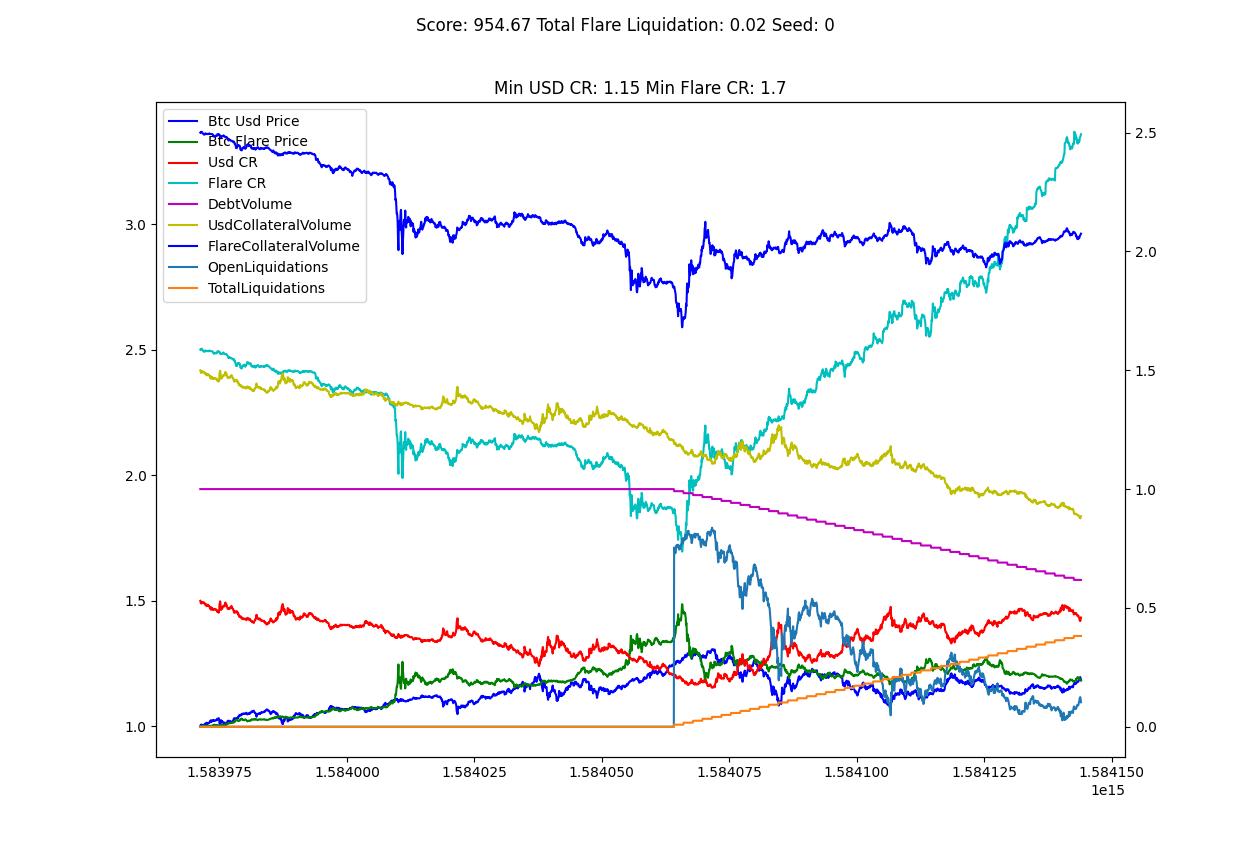 Score: 954.67 Total Flare Liquidation: 0.02 Seed: 0
Min USD CR: 1.15 Min Flare CR: 1.7
Btc Usd Price
Btc Flare Price
Usd CR
Flare CR
DebtVolume
UsdCollateralVolume
FlareCollateralVolume
OpenLiquidations
TotalLiquidations
3.0
2.5
2.0
1.5
1.0
2.5
2.0
1.5
1.0
0.5
0.0
1.583975
1.584000
1.584025
1.584050
1.584075
1.584100
1.584125
1.584150
1e15